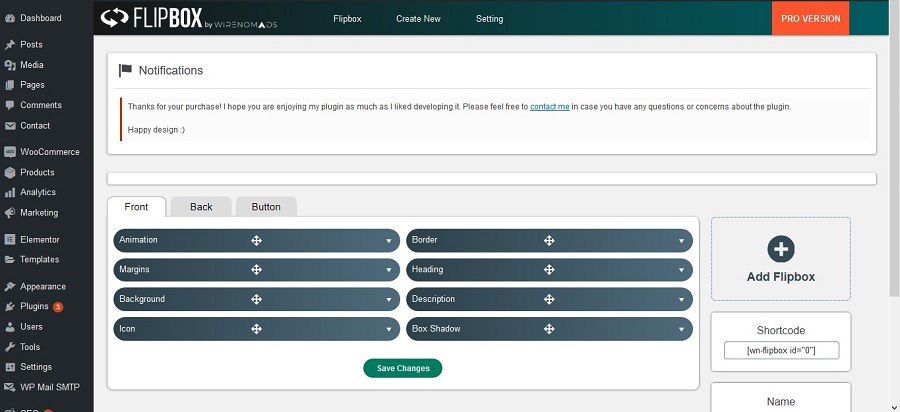 Dashboard
Posts
Media
Pages
Comments
Contact
WooCommerce
Products
Analytics
Marketing
Elementor
Templates
Appearance
Plugins 3
Users
Tools
Settings
WP Mail SMTP
FLIPBOX by WIRENOMADS
Flipbox
Create New
Setting
PRO VERSION
Notifications
Thanks for your purchase! I hope you are enjoying my plugin as much as I liked developing it. Please feel free to contact me in case you have any questions or concerns about the plugin.
Happy design :)
Front
Back
Button
Animation
Border
Margins
Heading
Background
Description
Icon
Box Shadow
Save Changes
Add Flipbox
Shortcode
[wn-flipbox id="0"]
Name